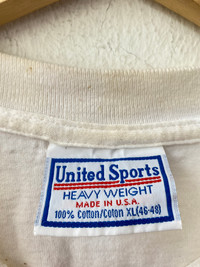 United Sports
HEAVY WEIGHT
MADE IN U.S.A.
100% Cotton/Coton XL(46-48)